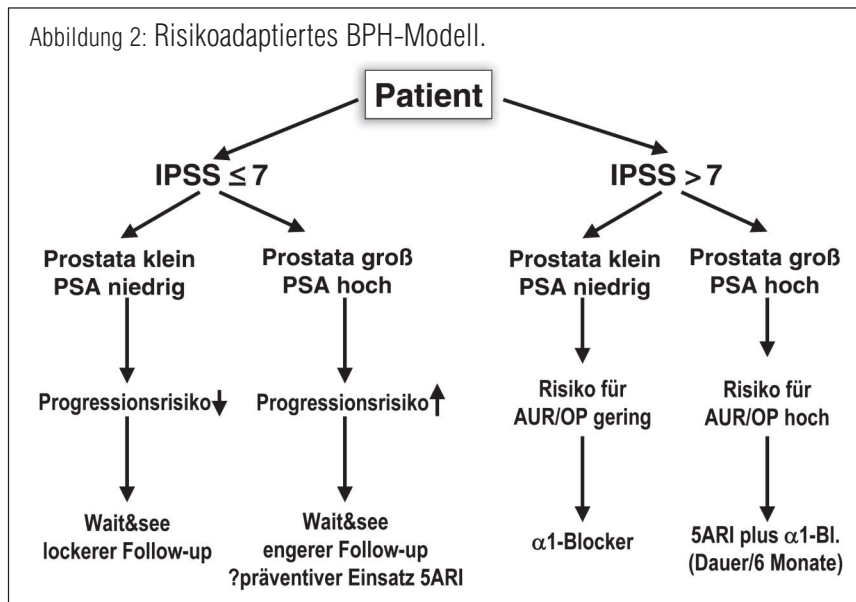 Abbildung 2: Risikoadaptiertes BPH-Modell.
Patient
IPSS ≤ 7
IPSS > 7
Prostata klein
PSA niedrig
Prostata groß
PSA hoch
Prostata klein
PSA niedrig
Prostata groß
PSA hoch
Progressionsrisiko
Progressionsrisiko
Risiko für
AUR/OP gering
Risiko für
AUR/OP hoch
Wait&see
lockerer Follow-up
Wait&see
engerer Follow-up
?präventiver Einsatz 5ARI
α1-Blocker
5ARI plus α1-Bl.
(Dauer/6 Monate)